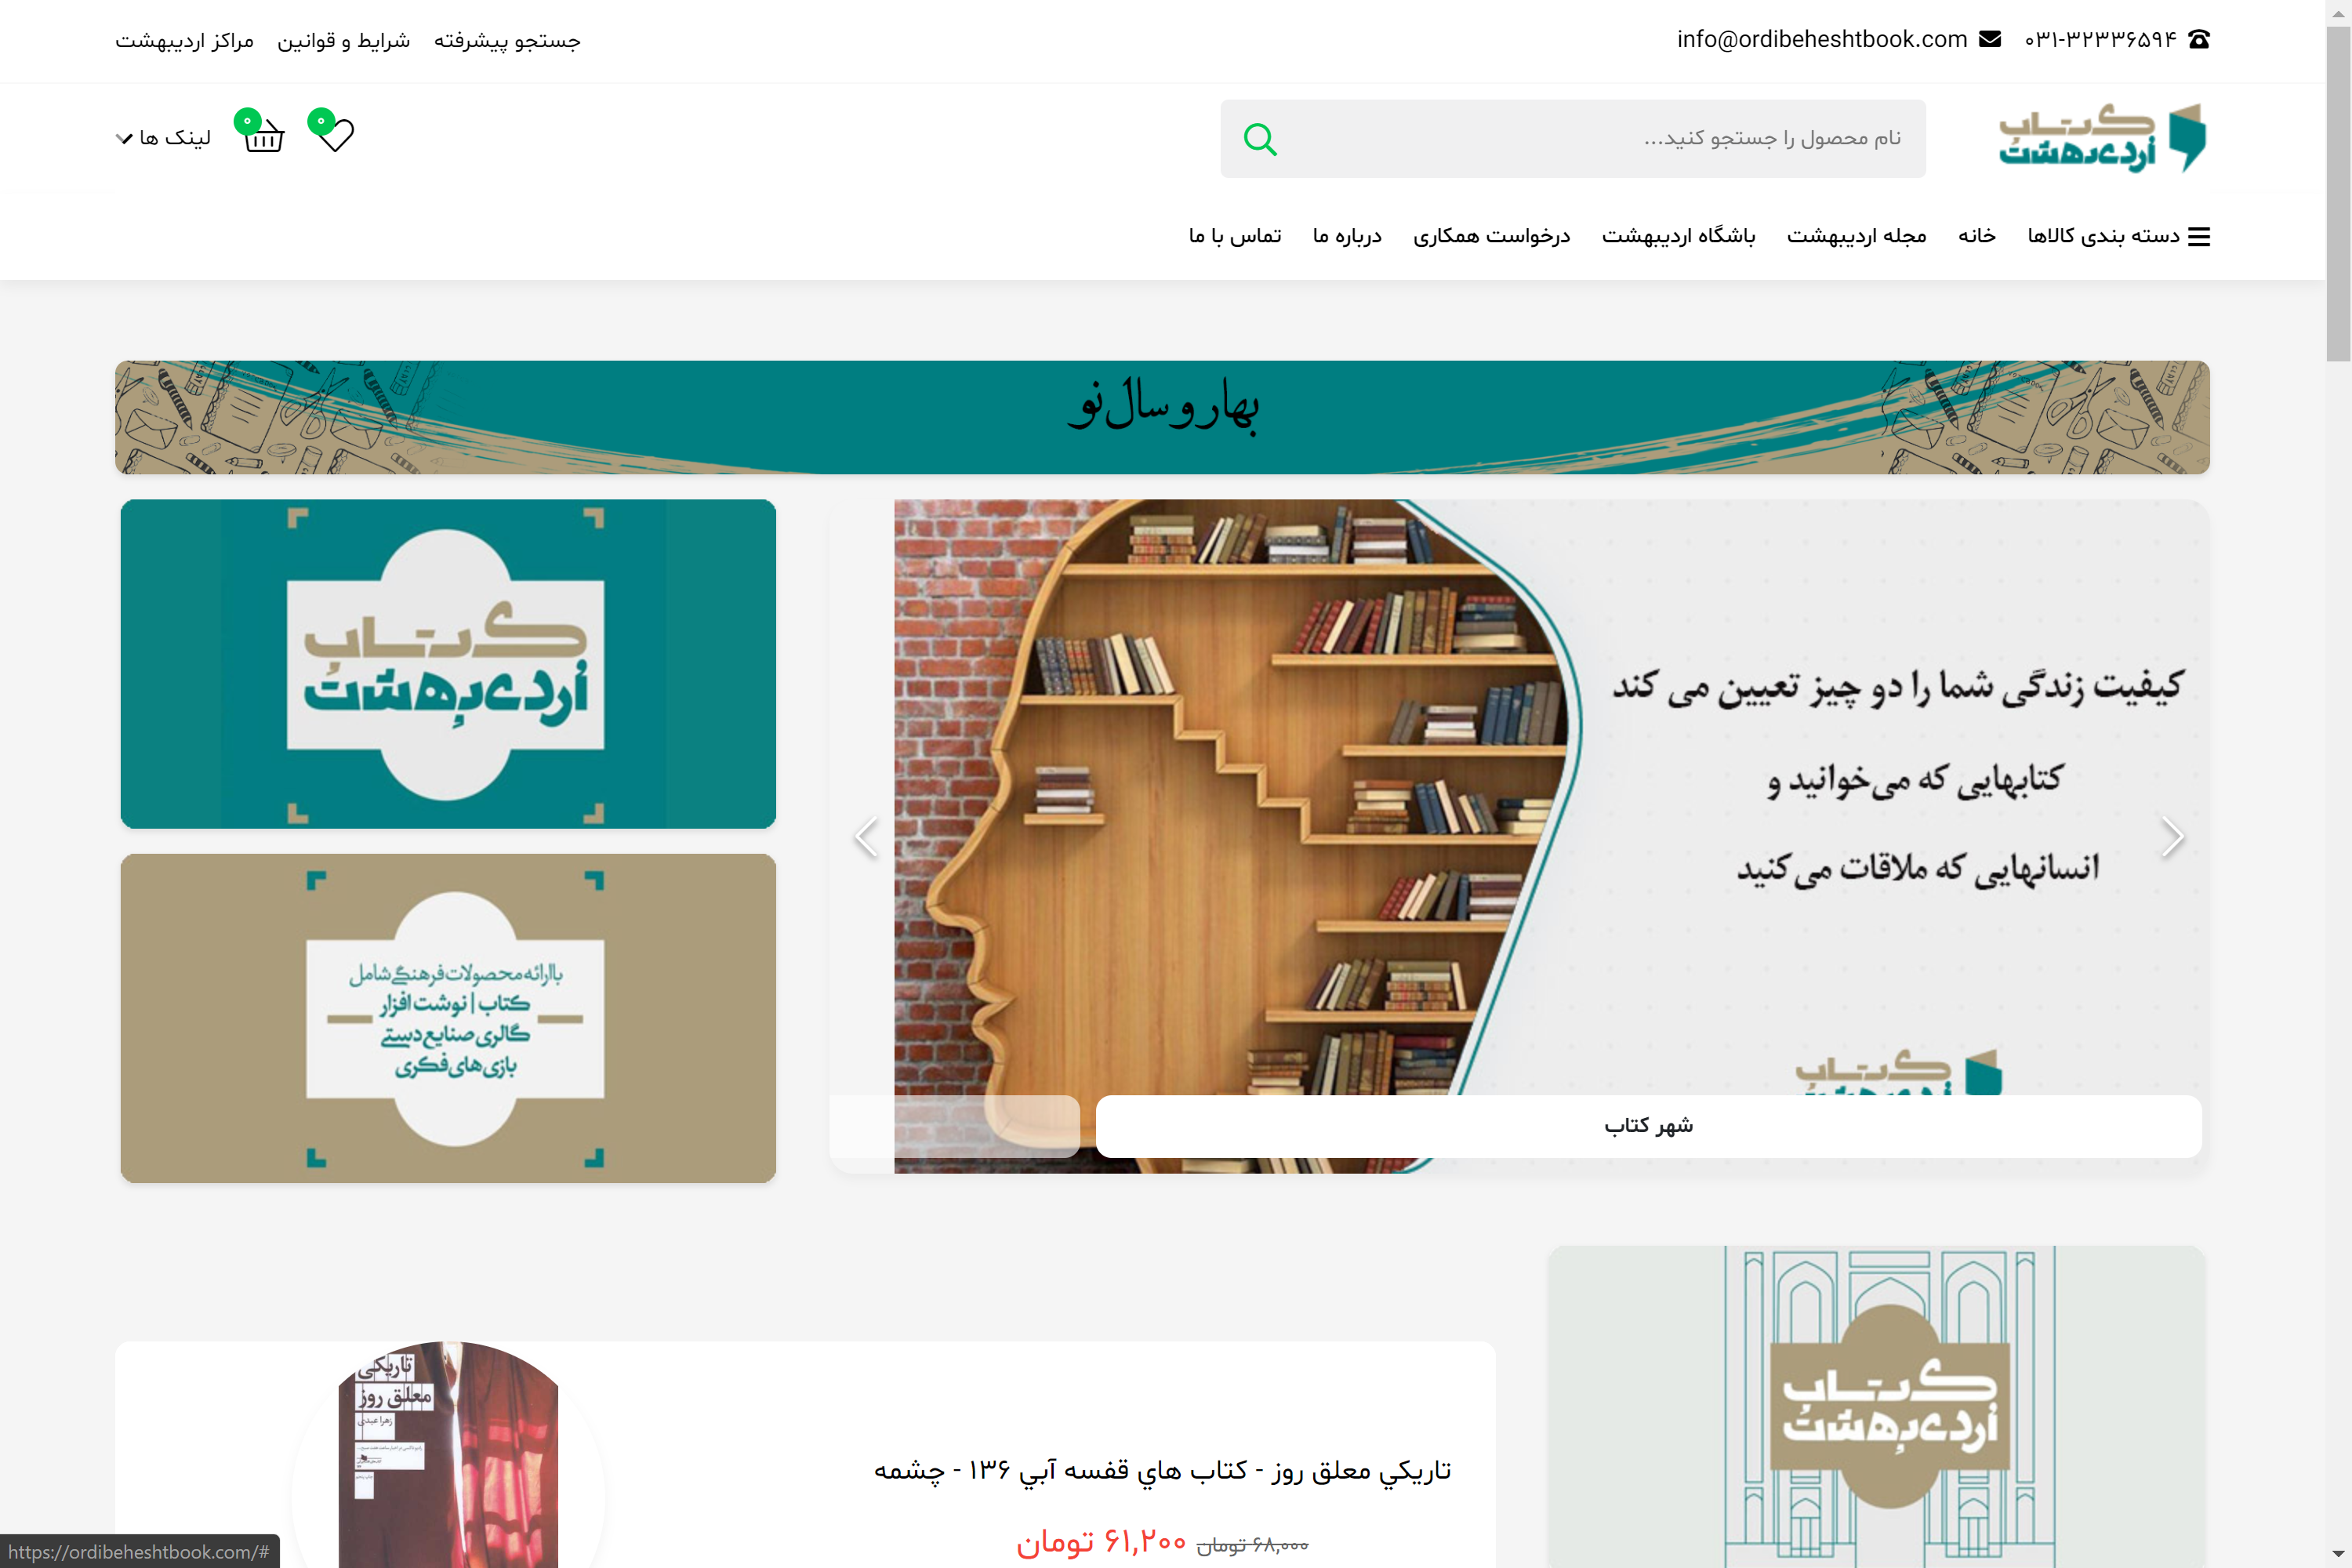 ۰۳۱-۳۲۳۳۶۵۹۴
info@ordibeheshtbook.com
جستجو پیشرفته
شرایط و قوانین
مراکز اردیبهشت
کتاب
اُردیبهشت
نام محصول را جستجو کنید...
۰
۰
لینک ها
دسته بندی کالاها
خانه
مجله اردیبهشت
باشگاه اردیبهشت
درخواست همکاری
درباره ما
تماس با ما
بهار و سال نو
کیفیت زندگی شما را دو چیز تعیین می کند
کتابهایی که می‌خوانید و
انسانهایی که ملاقات می‌کنید
کتاب
شهر کتاب
کتاب
اُردیبهشت
با ارائه محصولات فرهنگی شامل
کتاب | نوشت افزار
گالری صنایع دستی
بازی های فکری
کتاب
اُردیبهشت
تاریکی
معلق روز
زهرا عبدی
تاريكي معلق روز - كتاب هاي قفسه آبي ۱۳۶ - چشمه
۶۸,۰۰۰ تومان
۶۱,۲۰۰ تومان
https://ordibeheshtbook.com/#